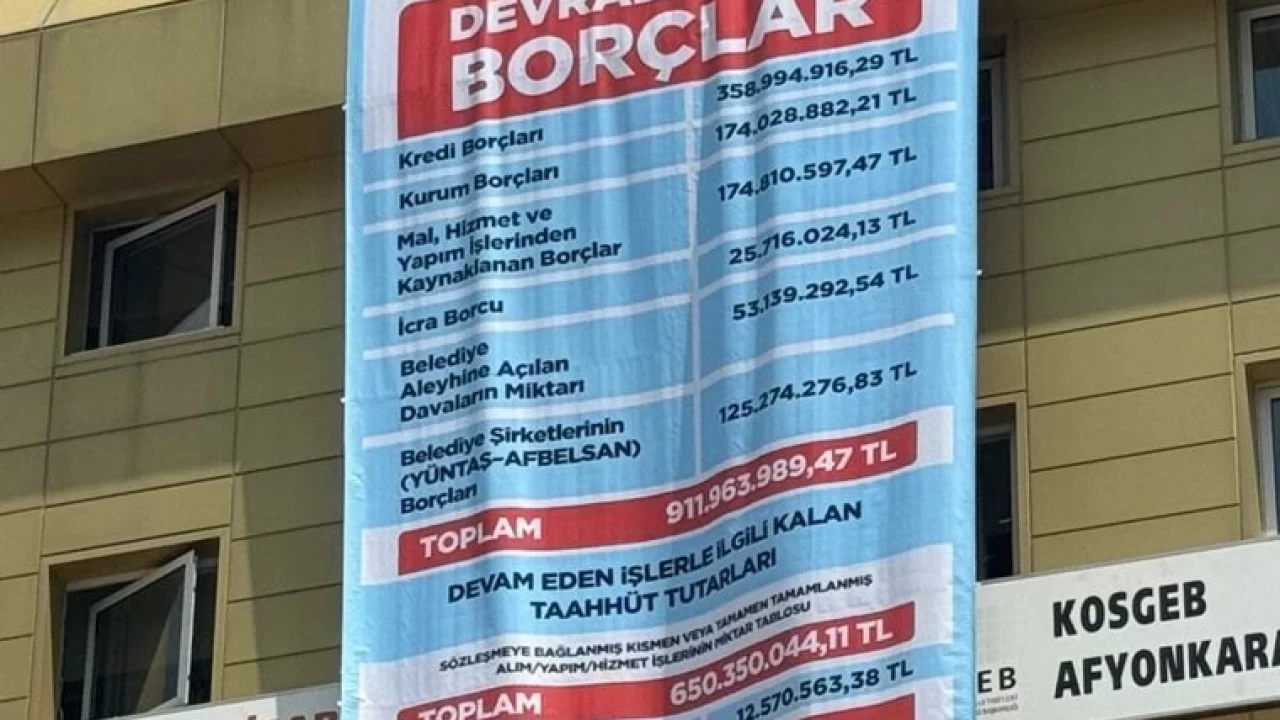 BORÇLAR
Kredi Borçları 358.994.916,29 TL
Kurum Borçları 174.028.882,21 TL
Mal, Hizmet ve
Yapım İşlerinden
Kaynaklanan Borçlar 174.810.597,47 TL
İcra Borcu 25.716.024,13 TL
Belediye
Aleyhine Açılan
Davaların Miktarı 53.139.292,54 TL
Belediye Şirketlerinin
(YÜNTAŞ-AFBELSAN)
Borçları 125.274.276,83 TL
TOPLAM 911.963.989,47 TL
DEVAM EDEN İŞLERLE İLGİLİ KALAN
TAAHHÜT TUTARLARI
SÖZLEŞMEYE BAĞLANMIŞ KISMEN VEYA TAMAMEN TAMAMLANMIŞ
ALIM/YAPIM/HİZMET İŞLERİNİN MİKTAR TABLOSU
TOPLAM 650.350.044,11 TL
12.570.563,38 TL
KOSGEB
AFYONKARA
EB